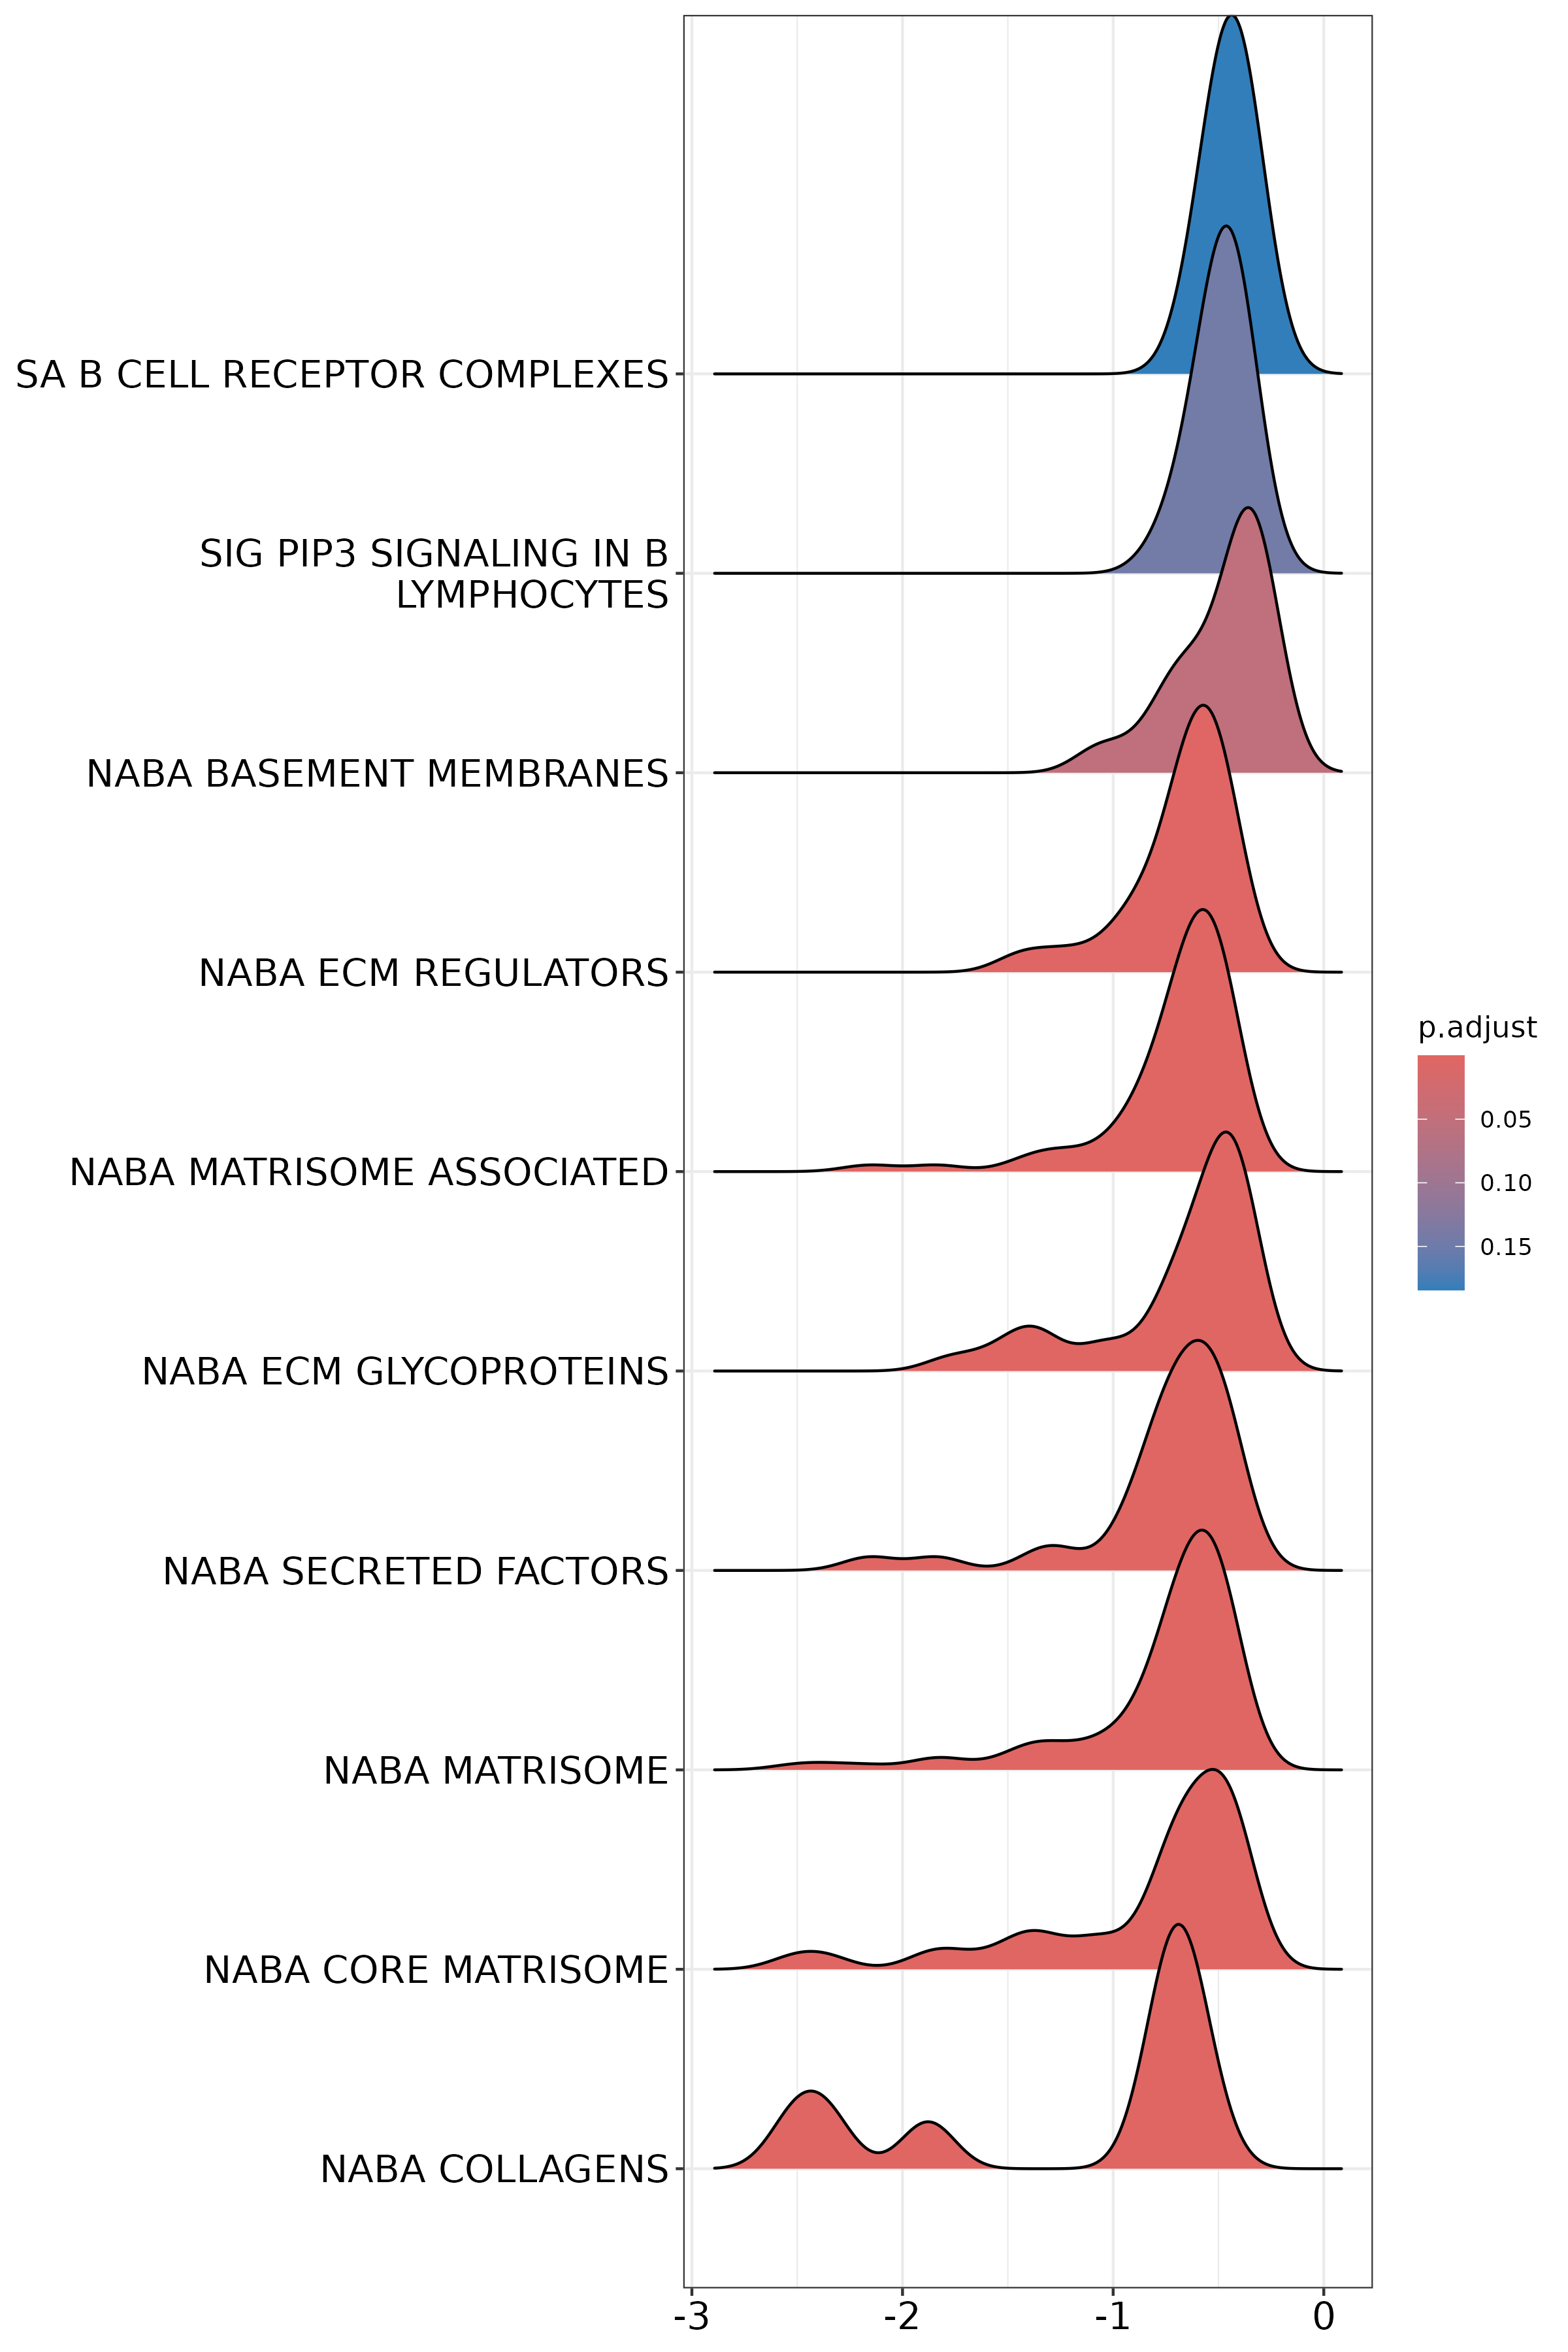 SA B CELL RECEPTOR COMPLEXES
SIG PIP3 SIGNALING IN B
LYMPHOCYTES
NABA BASEMENT MEMBRANES
NABA ECM REGULATORS
NABA MATRISOME ASSOCIATED
NABA ECM GLYCOPROTEINS
NABA SECRETED FACTORS
NABA MATRISOME
NABA CORE MATRISOME
NABA COLLAGENS
-3 -2 -1 0
p.adjust
0.05
0.10
0.15